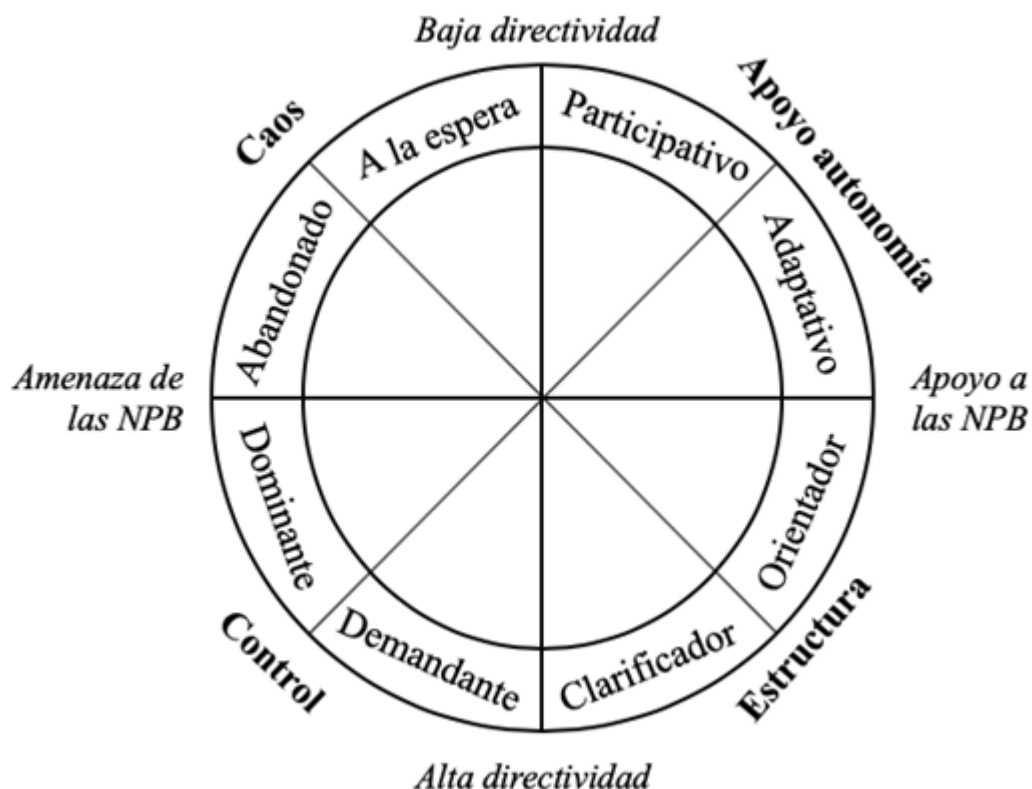 Baja directividad
Caos
A la espera
Participativo
Apoyo autonomía
Abandonado
Adaptativo
Amenaza de
las NPB
Apoyo a
las NPB
Dominante
Orientador
Control
Demandante
Clarificador
Estructura
Alta directividad